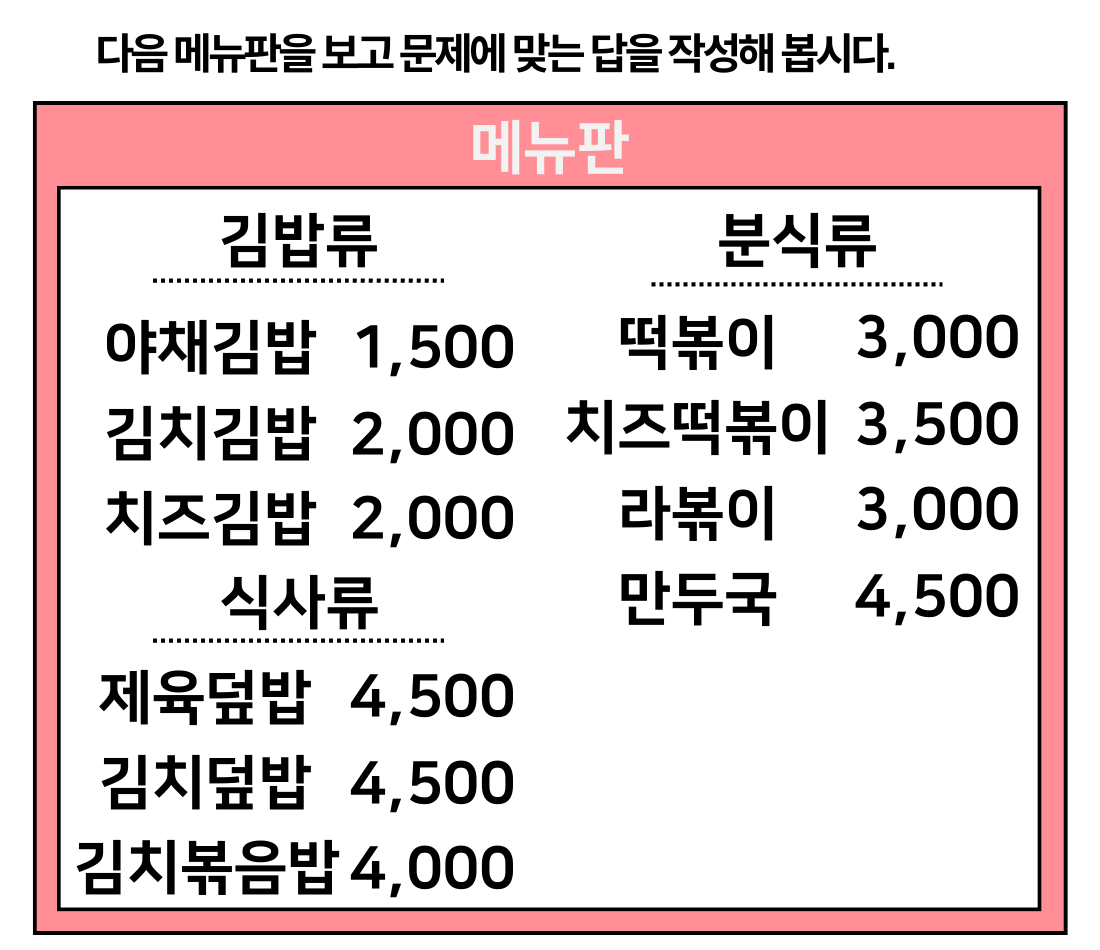 다음 메뉴판을 보고 문제에 맞는 답을 작성해 봅시다.
메뉴판
김밥류
야채김밥 1,500
김치김밥 2,000
치즈김밥 2,000
식사류
제육덮밥 4,500
김치덮밥 4,500
김치볶음밥 4,000
분식류
떡볶이 3,000
치즈떡볶이 3,500
라볶이 3,000
만두국 4,500